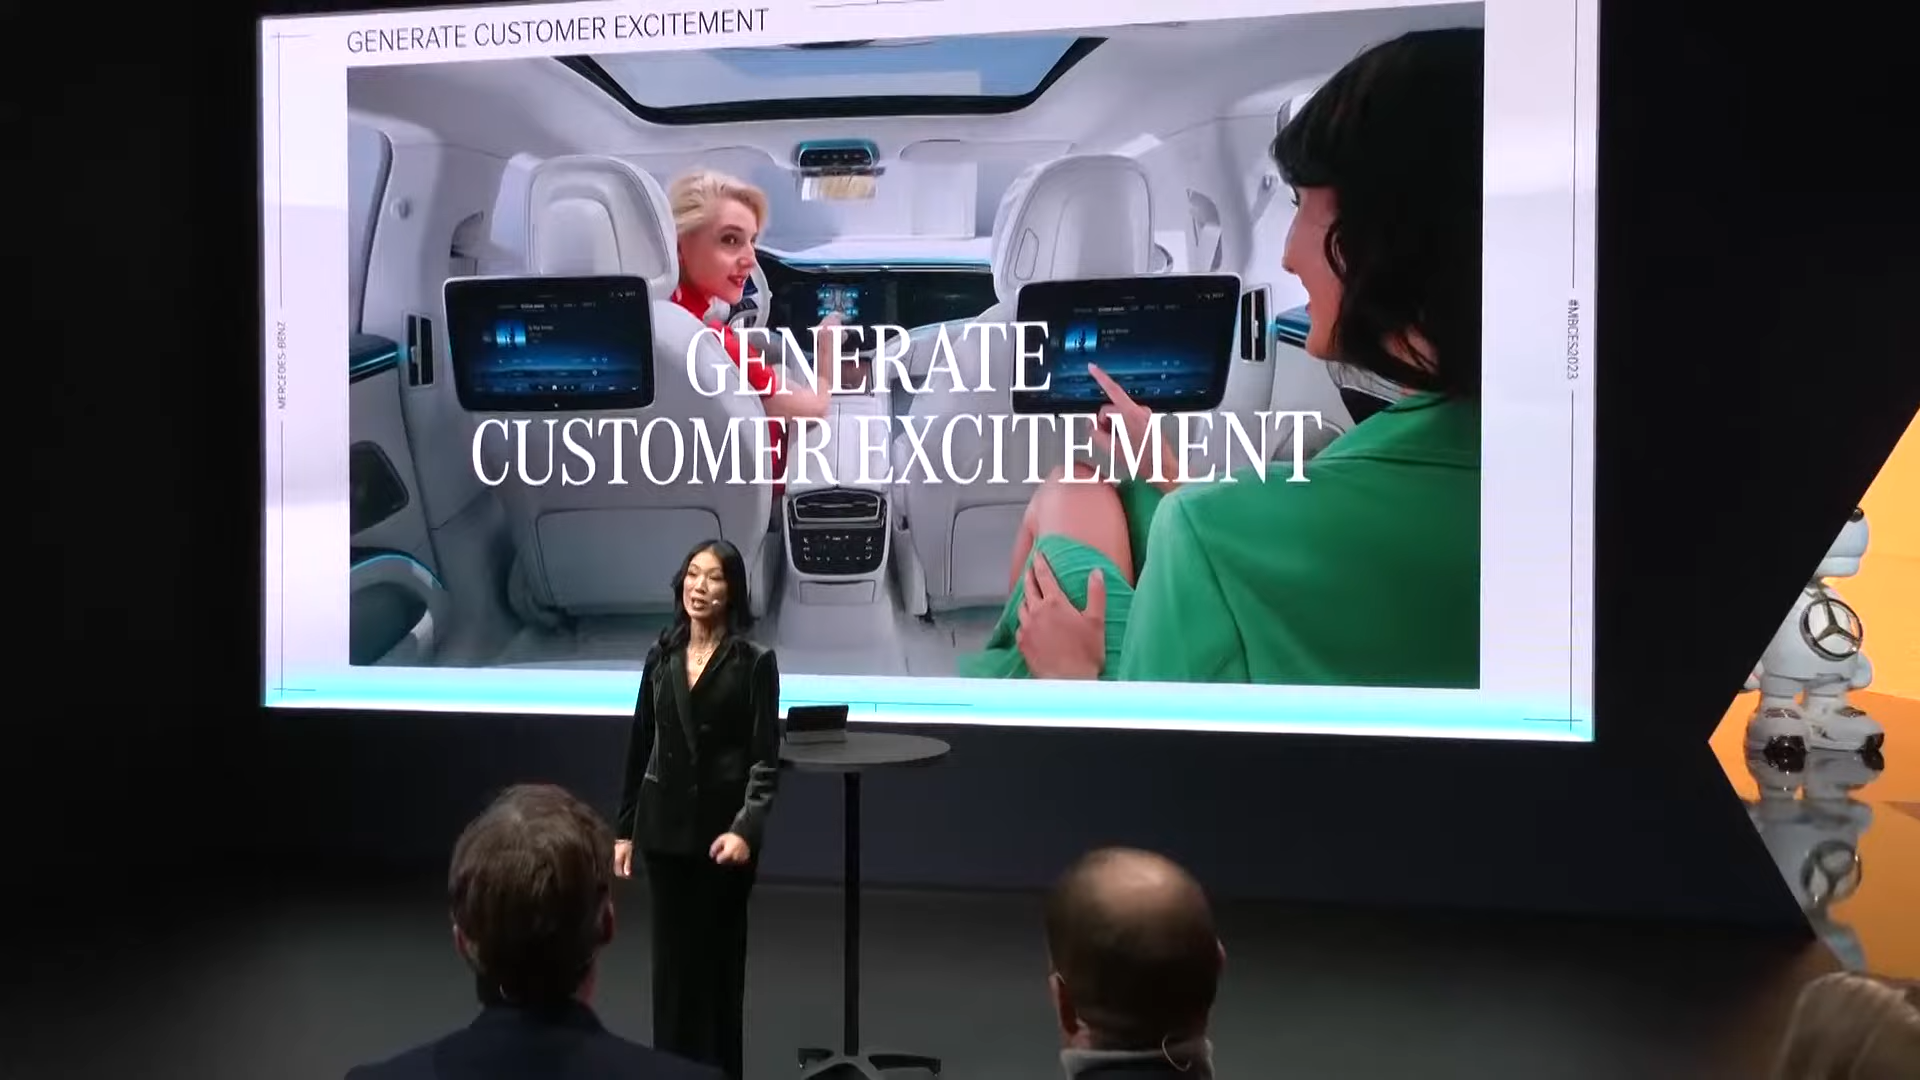 GENERATE CUSTOMER EXCITEMENT
MERCEDES-BENZ
GENERATE
CUSTOMER EXCITEMENT
#MBCES2023